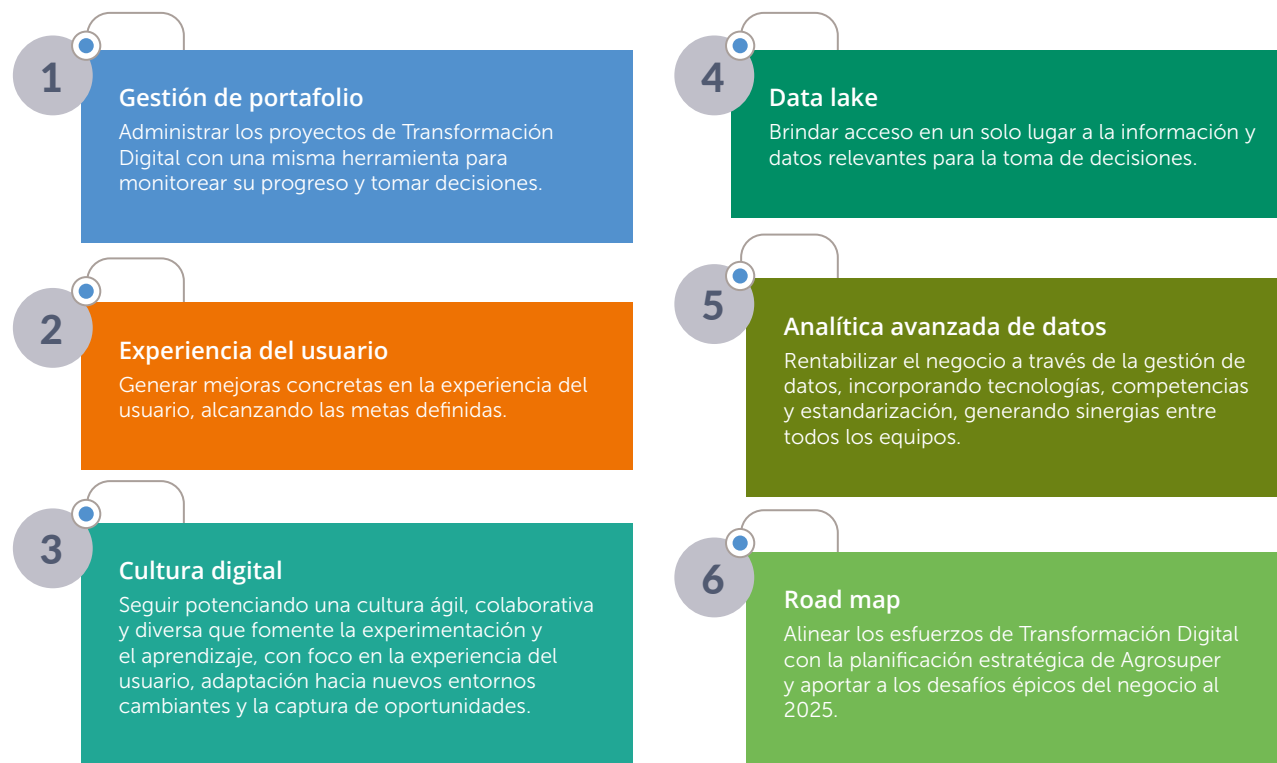 1
Gestión de portafolio
Administrar los proyectos de Transformación
Digital con una misma herramienta para
monitorear su progreso y tomar decisiones.
2
Experiencia del usuario
Generar mejoras concretas en la experiencia del
usuario, alcanzando las metas definidas.
3
Cultura digital
Seguir potenciando una cultura ágil, colaborativa
y diversa que fomente la experimentación y
el aprendizaje, con foco en la experiencia del
usuario, adaptación hacia nuevos entornos
cambiantes y la captura de oportunidades.
4
Data lake
Brindar acceso en un solo lugar a la información y
datos relevantes para la toma de decisiones.
5
Analítica avanzada de datos
Rentabilizar el negocio a través de la gestión de
datos, incorporando tecnologías, competencias
y estandarización, generando sinergias entre
todos los equipos.
6
Road map
Alinear los esfuerzos de Transformación Digital
con la planificación estratégica de Agrosuper
y aportar a los desafíos épicos del negocio al
2025.